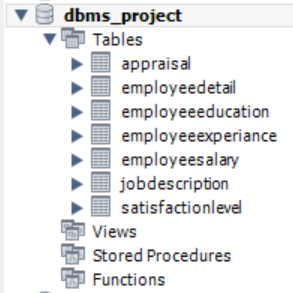 dbms_project
Tables
appraisal
employeedetail
employeeeducation
employeeexperiance
employeesalary
jobdescription
satisfactionlevel
Views
Stored Procedures
Functions